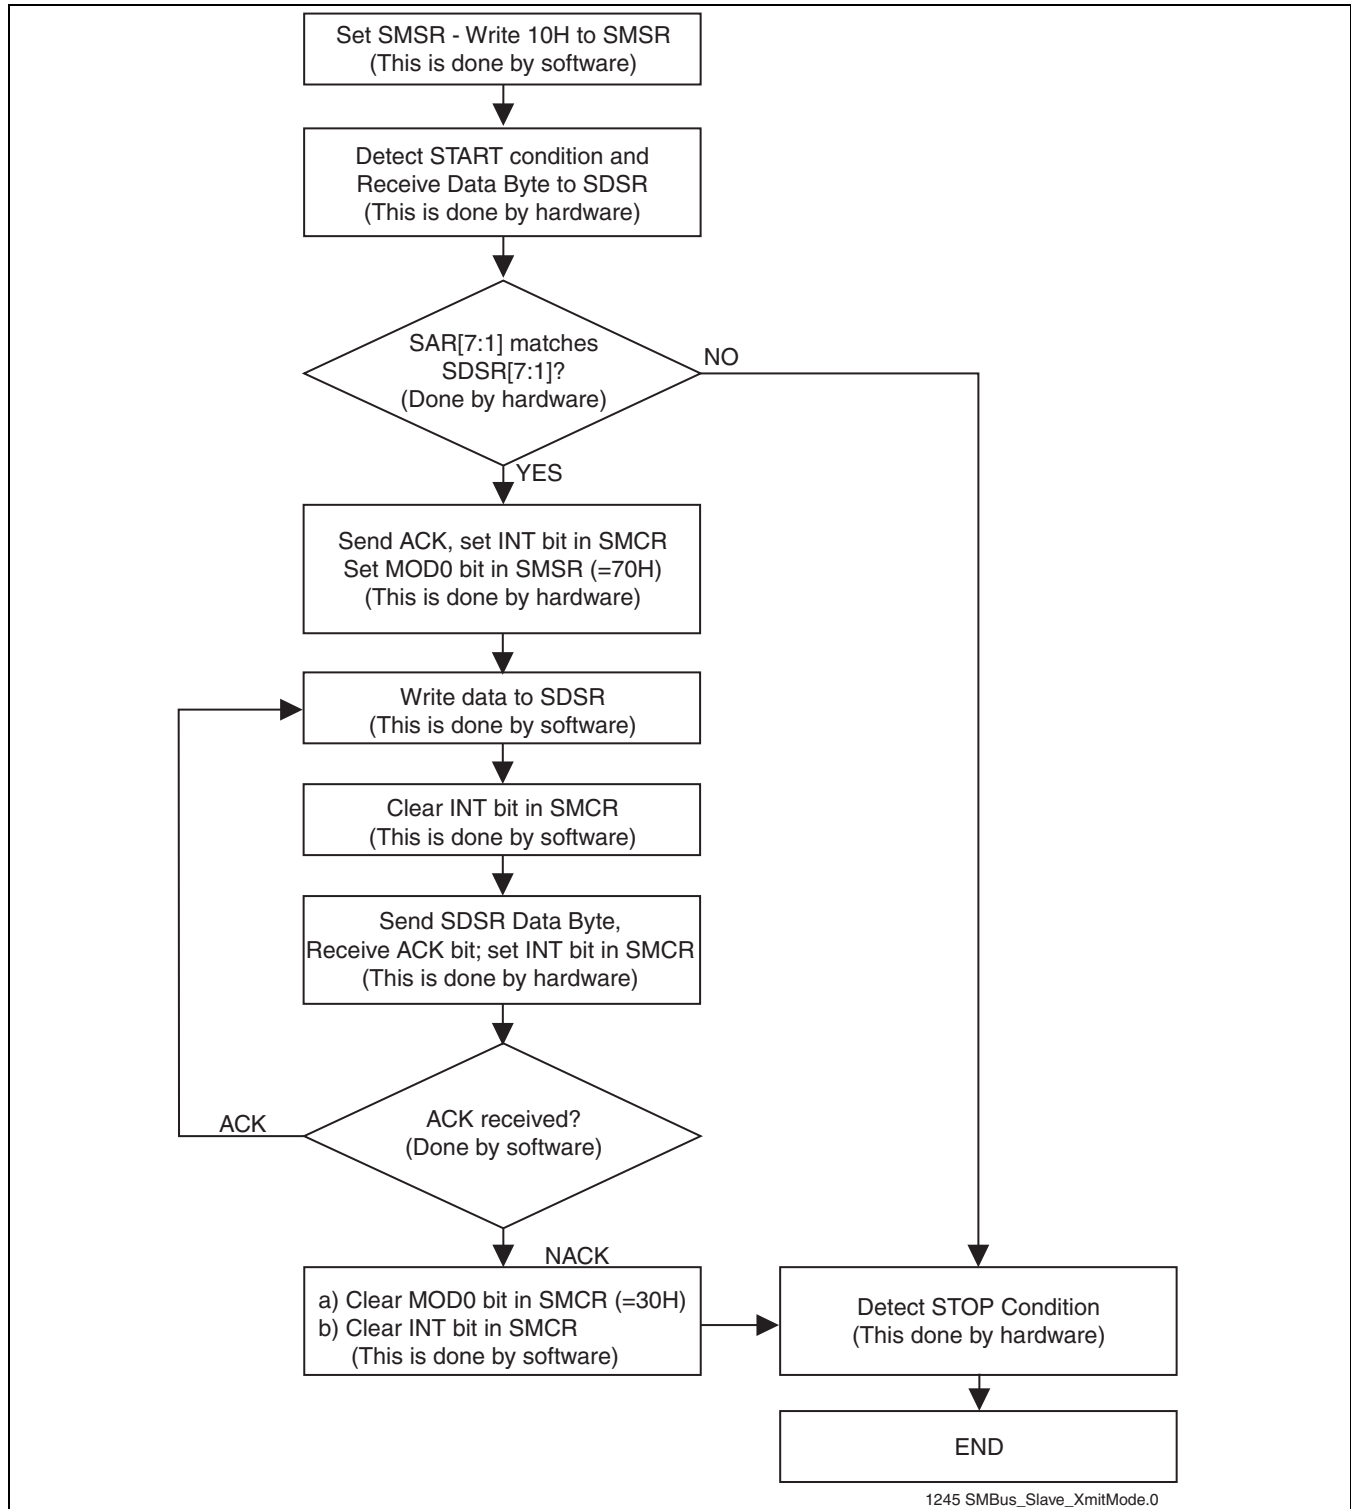 Set SMSR - Write 10H to SMSR
(This is done by software)
Detect START condition and
Receive Data Byte to SDSR
(This is done by hardware)
SAR[7:1] matches
SDSR[7:1]?
(Done by hardware)
NO
YES
Send ACK, set INT bit in SMCR
Set MOD0 bit in SMSR (=70H)
(This is done by hardware)
Write data to SDSR
(This is done by software)
Clear INT bit in SMCR
(This is done by software)
Send SDSR Data Byte,
Receive ACK bit; set INT bit in SMCR
(This is done by hardware)
ACK received?
(Done by software)
ACK
NACK
a) Clear MOD0 bit in SMCR (=30H)
b) Clear INT bit in SMCR
(This is done by software)
Detect STOP Condition
(This done by hardware)
END
1245 SMBus_Slave_XmitMode.0